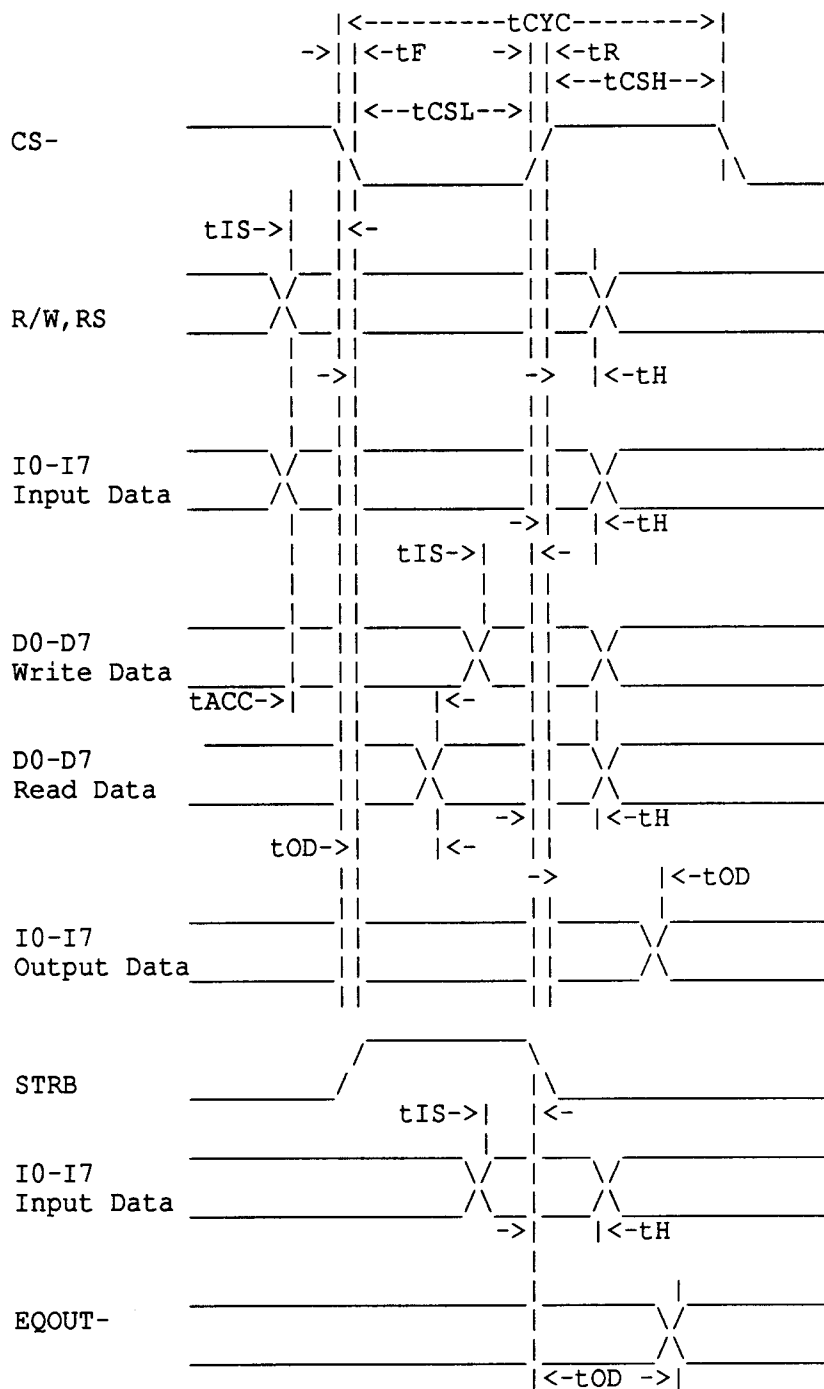 |<---------tCYC-------->|
->| |<-tF ->| |<-tR
|<--tCSH-->|
|<--tCSL-->|
CS-
tIS->| |<-
R/W,RS
->| ->| |<-tH
I0-I7
Input Data
->| |<-tH
tIS->| |<-
D0-D7
Write Data
tACC->| |<-
D0-D7
Read Data
->| |<-tH
tOD->| |<-
-> |<-tOD
I0-I7
Output Data
STRB
tIS->| |<-
I0-I7
Input Data
->| |<-tH
EQOUT-
|<-tOD ->|